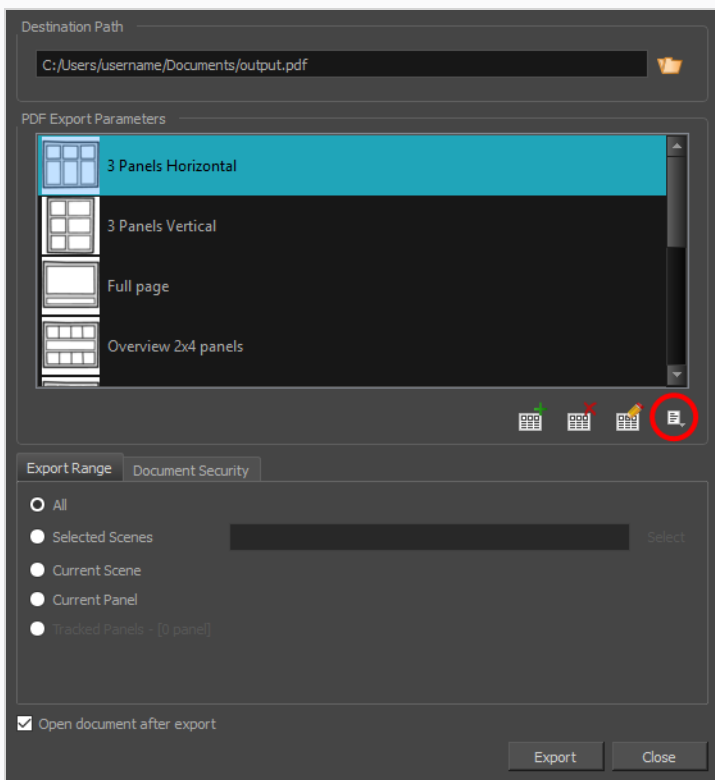 Destination Path
C:/Users/username/Documents/output.pdf
PDF Export Parameters
3 Panels Horizontal
3 Panels Vertical
Full page
Overview 2x4 panels
Export Range
Document Security
All
Selected Scenes
Select
Current Scene
Current Panel
Tracked Panels - [0 panel]
Open document after export
Export
Close